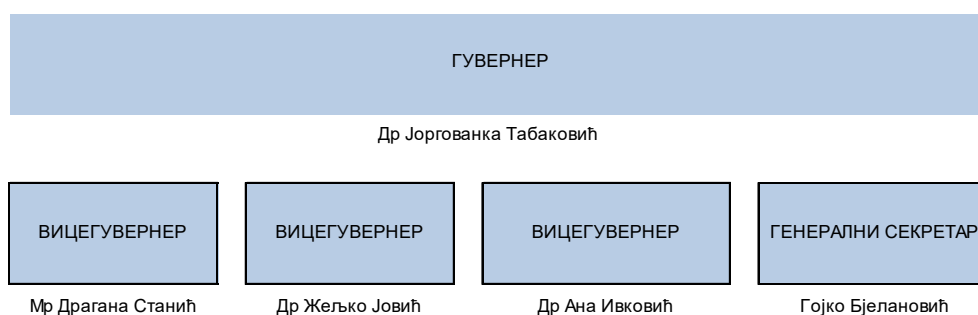 ГУВЕРНЕР
Др Јоргованка Табаковић
ВИЦЕГУВЕРНЕР
ВИЦЕГУВЕРНЕР
ВИЦЕГУВЕРНЕР
ГЕНЕРАЛНИ СЕКРЕТАР
Мр Драгана Станић
Др Жељко Јовић
Др Ана Ивковић
Гојко Бјелановић